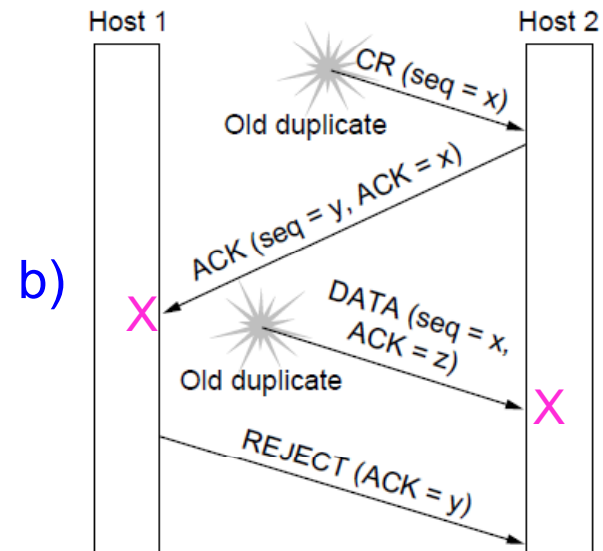 Host 1
Host 2
CR (seq = x)
Old duplicate
ACK (seq = y, ACK = x)
b)
X
DATA (seq = x,
ACK = z)
Old duplicate
X
REJECT (ACK = y)